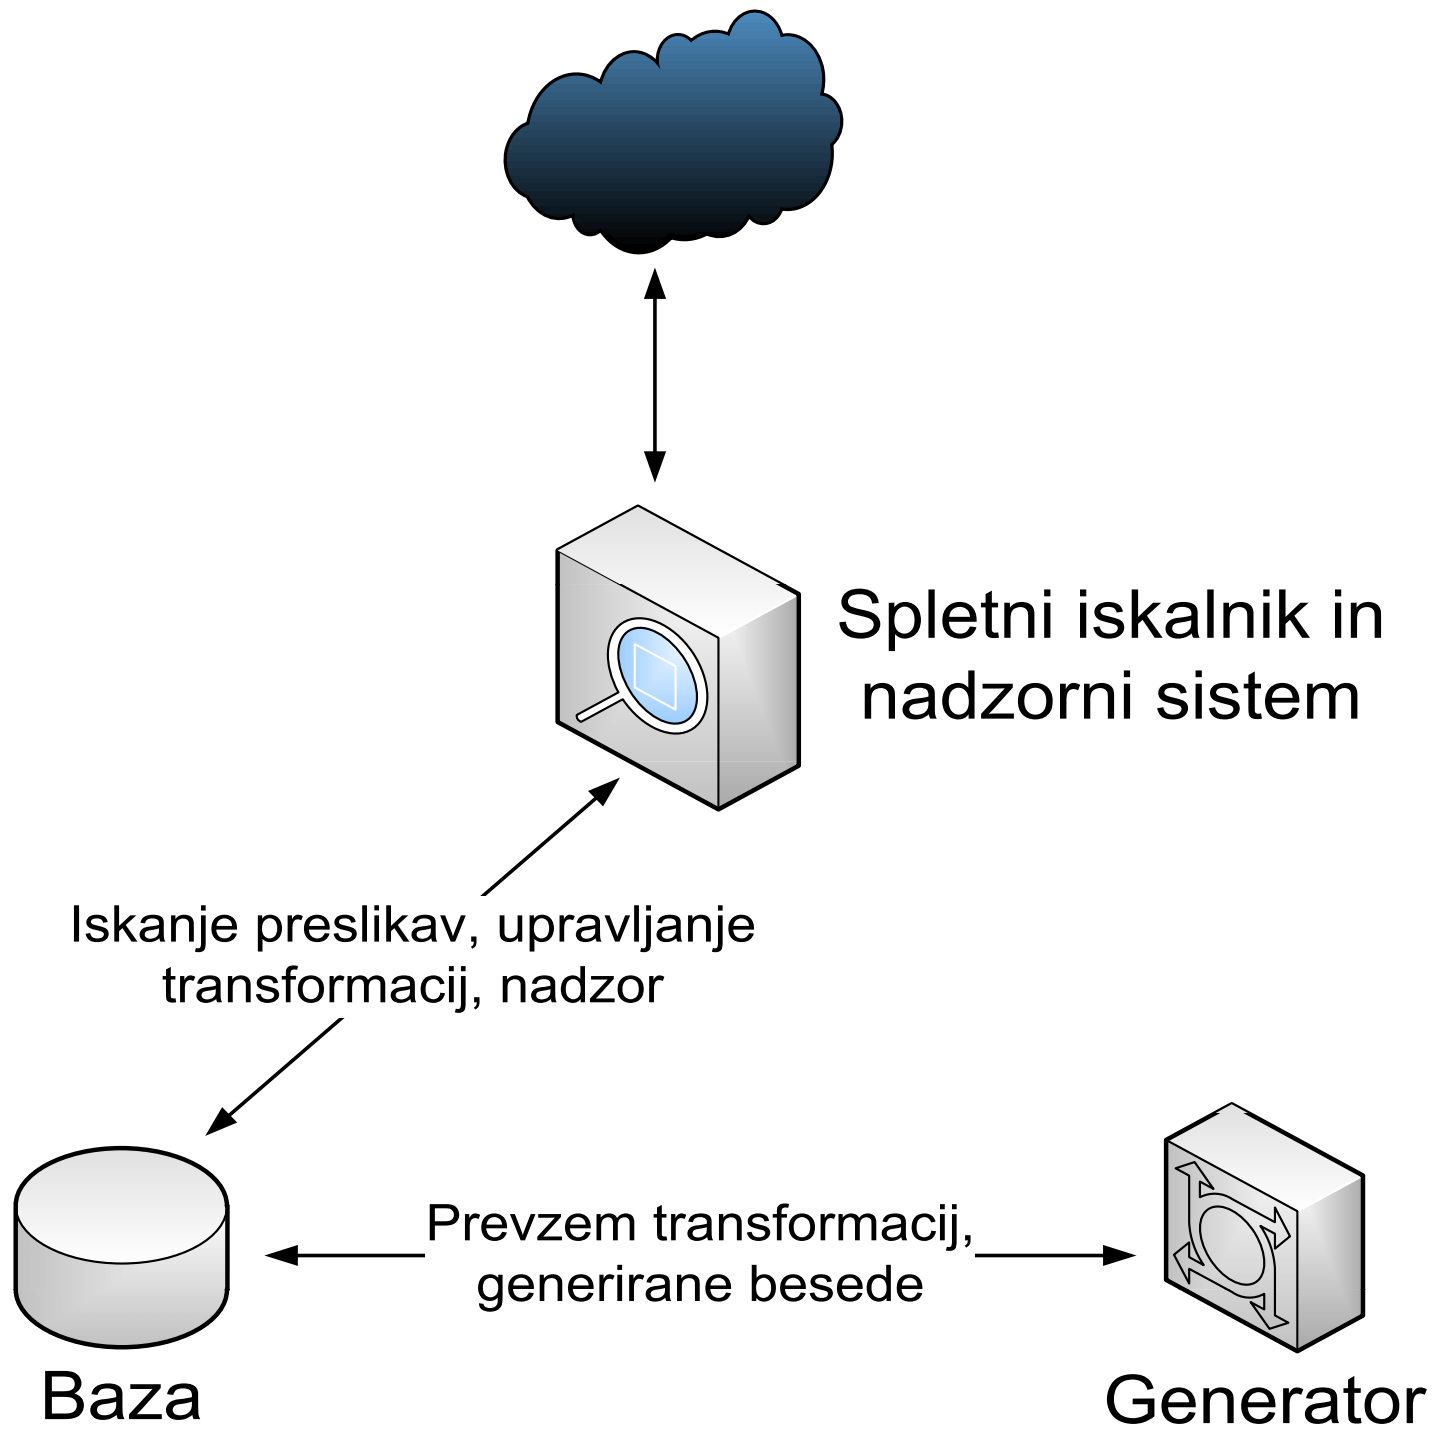 Spletni iskalnik in
nadzorni sistem
Iskanje preslikav, upravljanje
transformacij, nadzor
Prevzem transformacij,
generirane besede
Baza
Generator